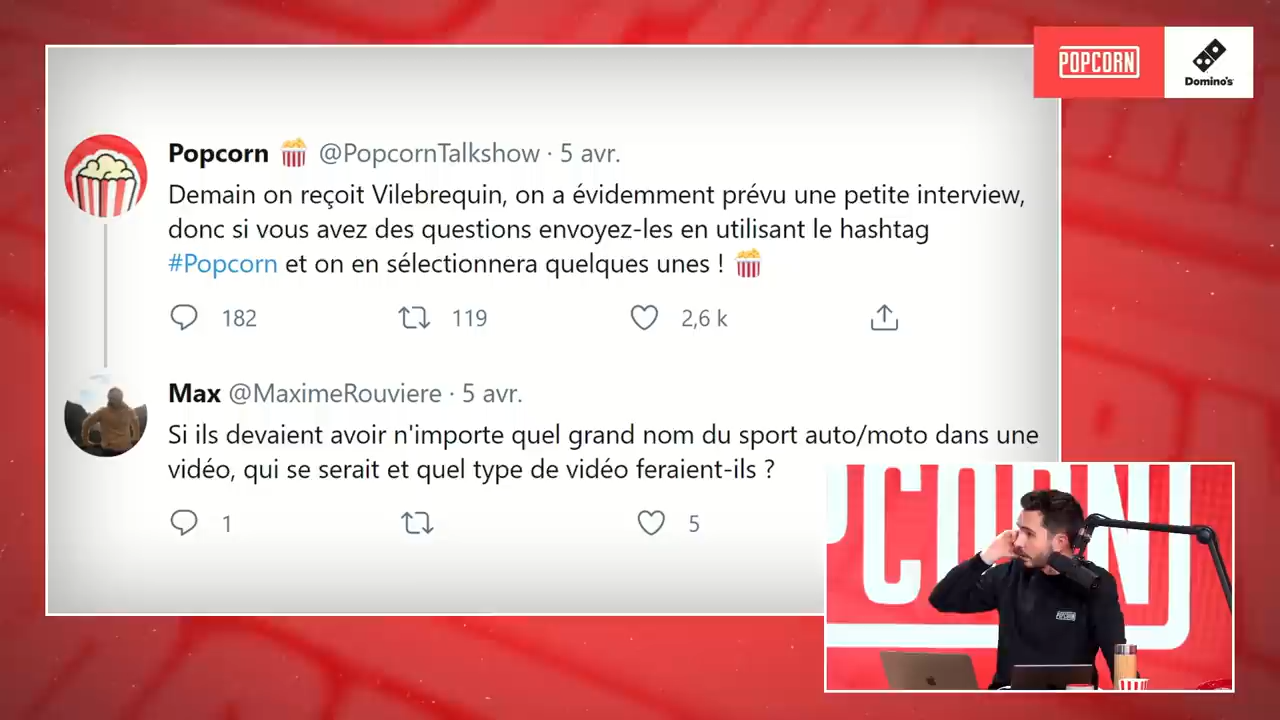 POPCORN
Domino's
Popcorn 🍿 @PopcornTalkshow · 5 avr.
Demain on reçoit Vilebrequin, on a évidemment prévu une petite interview,
donc si vous avez des questions envoyez-les en utilisant le hashtag
#Popcorn et on en sélectionnera quelques unes ! 🍿
182 119 2,6 k
Max @MaximeRouviere · 5 avr.
Si ils devaient avoir n'importe quel grand nom du sport auto/moto dans une
vidéo, qui se serait et quel type de vidéo feraient-ils ?
1 5
POPCORN